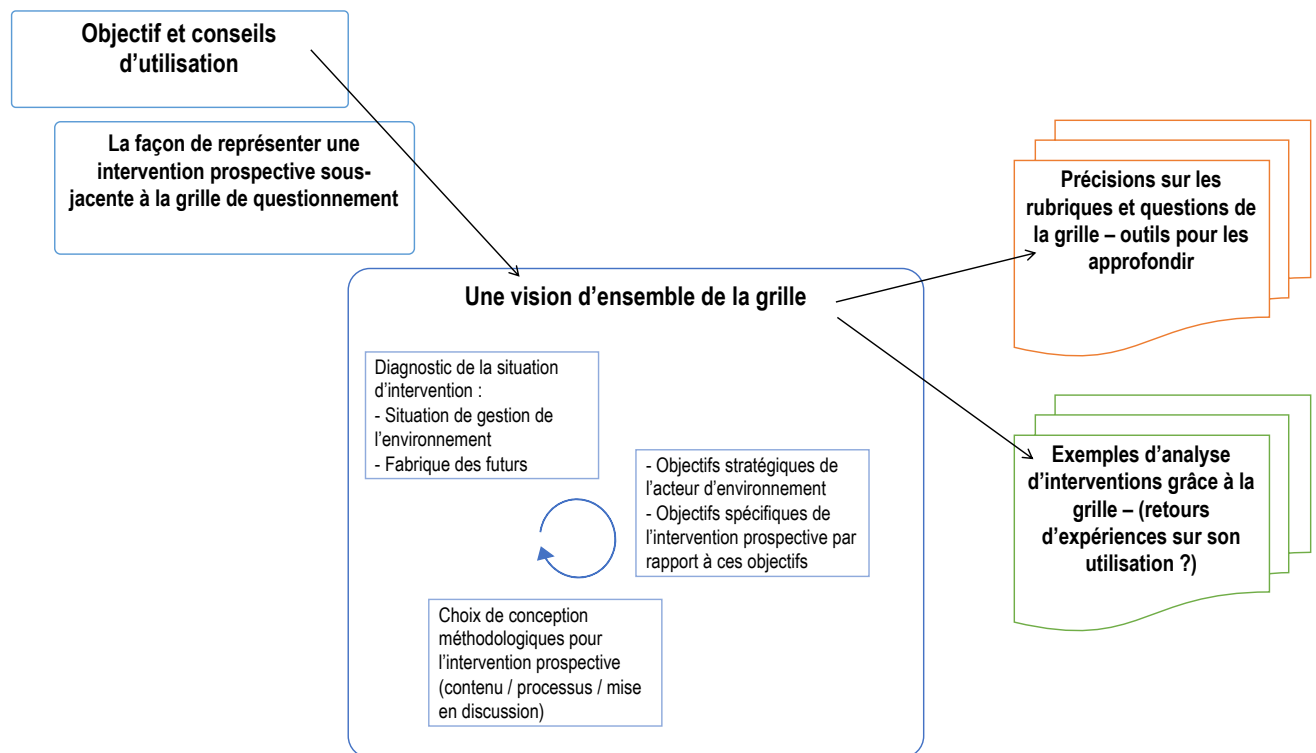 Objectif et conseils
d’utilisation
La façon de représenter une
intervention prospective sous-
jacente à la grille de questionnement
Une vision d’ensemble de la grille
Diagnostic de la situation
d’intervention :
- Situation de gestion de
l’environnement
- Fabrique des futurs
- Objectifs stratégiques de
l’acteur d’environnement
- Objectifs spécifiques de
l’intervention prospective par
rapport à ces objectifs
Choix de conception
méthodologiques pour
l’intervention prospective
(contenu / processus / mise
en discussion)
Précisions sur les
rubriques et questions de
la grille – outils pour les
approfondir
Exemples d’analyse
d’interventions grâce à la
grille – (retours
d’expériences sur son
utilisation ?)